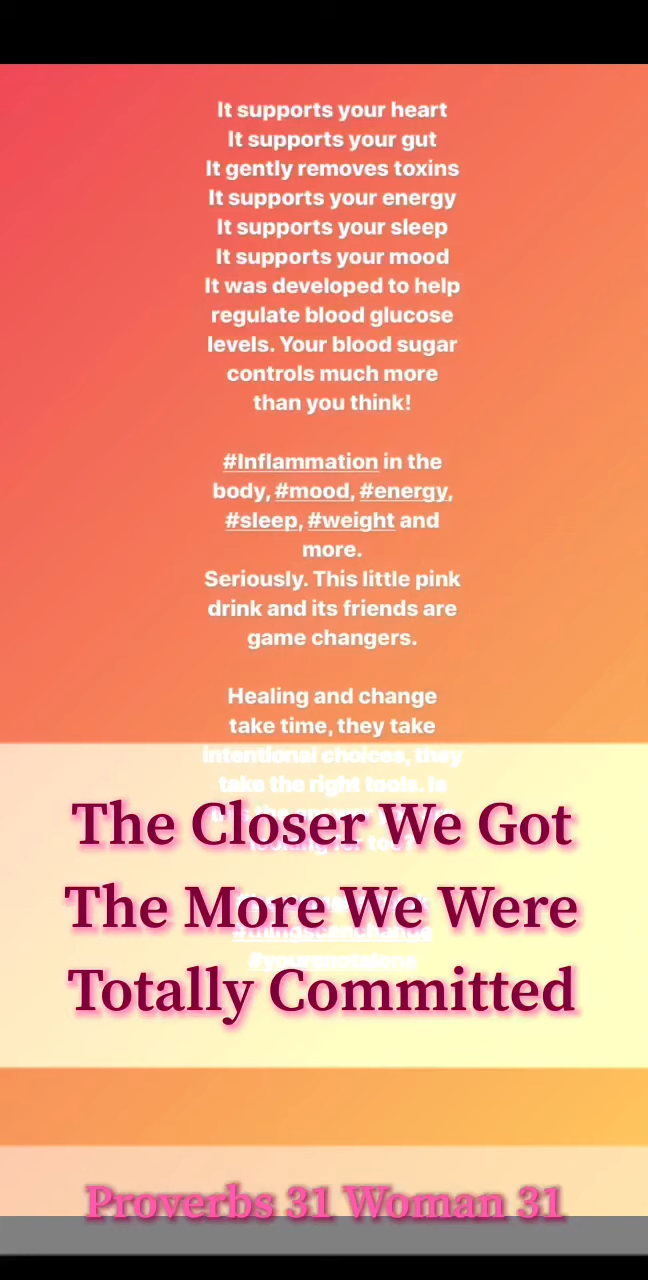 It supports your heart
It supports your gut
It gently removes toxins
It supports your energy
It supports your sleep
It supports your mood
It was developed to help
regulate blood glucose
levels. Your blood sugar
controls much more
than you think!
#Inflammation in the
body, #mood, #energy,
#sleep, #weight and
more.
Seriously. This little pink
drink and its friends are
game changers.
Healing and change
take time, they take
intentional choices, they
take the right tools. Is
The Closer We Got
The More We Were
#thingscanchange
Totally Committed
Proverbs 31 Woman 31